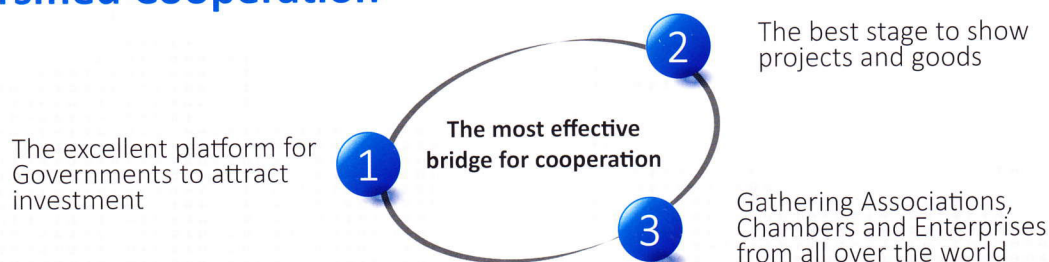 Cooperation
The excellent platform for
Governments to attract
investment
1
The most effective
bridge for cooperation
2
The best stage to show
projects and goods
3
Gathering Associations,
Chambers and Enterprises
from all over the world